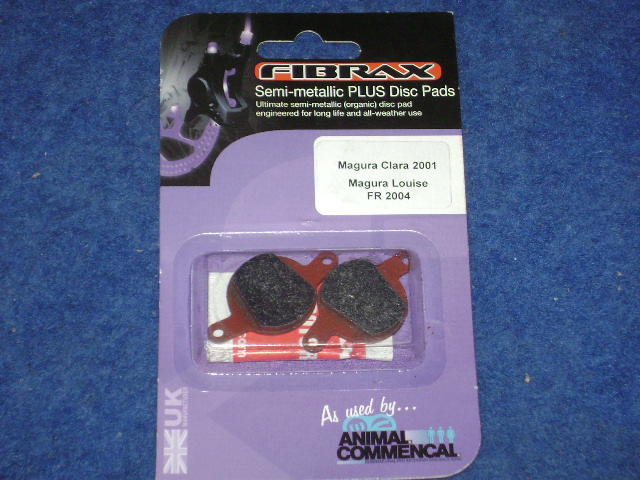 FIBRAX
Semi-metallic PLUS Disc Pads
Ultimate semi-metallic (organic) disc pad
engineered for long life and all-weather use
Magura Clara 2001
Magura Louise
FR 2004
UK
As used by...
ANIMAL.
COMMENCAL